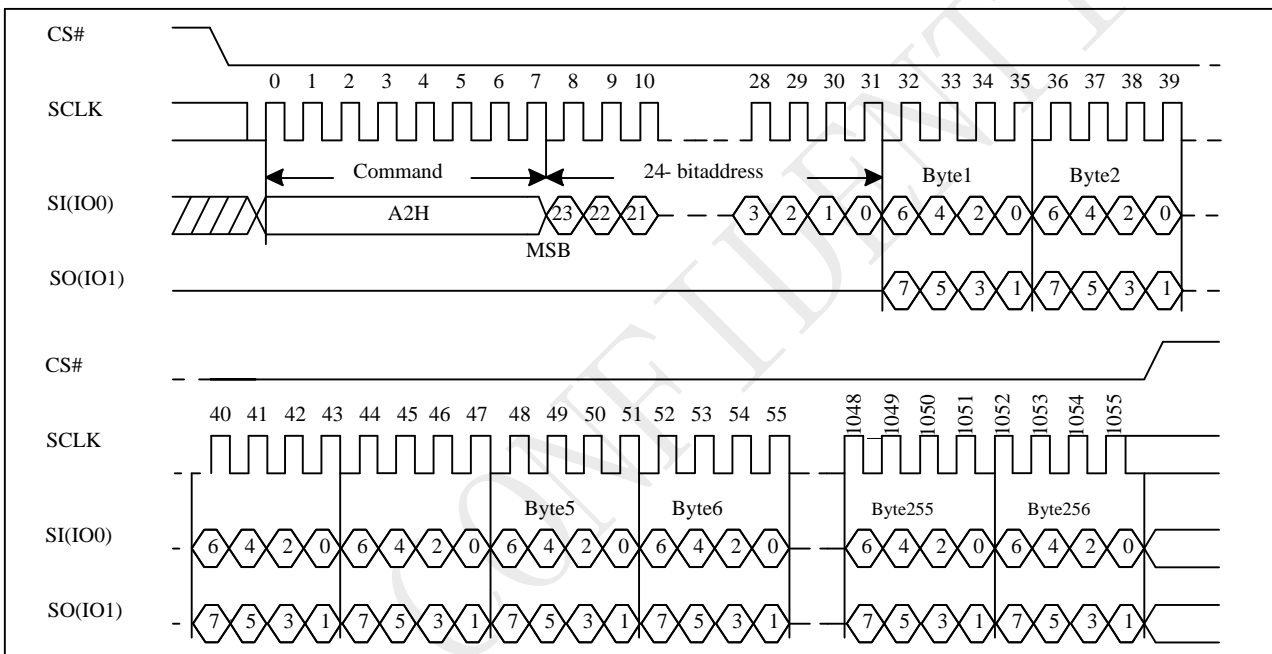 CS#
0 1 2 3 4 5 6 7 8 9 10 28 29 30 31 32 33 34 35 36 37 38 39
SCLK
Command 24- bitaddress Byte1 Byte2
SI(IO0) A2H 23 22 21 3 2 1 0 6 4 2 0 6 4 2 0
MSB
SO(IO1) 7 5 3 1 7 5 3 1
CS#
40 41 42 43 44 45 46 47 48 49 50 51 52 53 54 55 1048 1049 1050 1051 1052 1053 1054 1055
SCLK
Byte5 Byte6 Byte255 Byte256
SI(IO0) 6 4 2 0 6 4 2 0 6 4 2 0 6 4 2 0 6 4 2 0 6 4 2 0
SO(IO1) 7 5 3 1 7 5 3 1 7 5 3 1 7 5 3 1 7 5 3 1 7 5 3 1
CONFIDENT